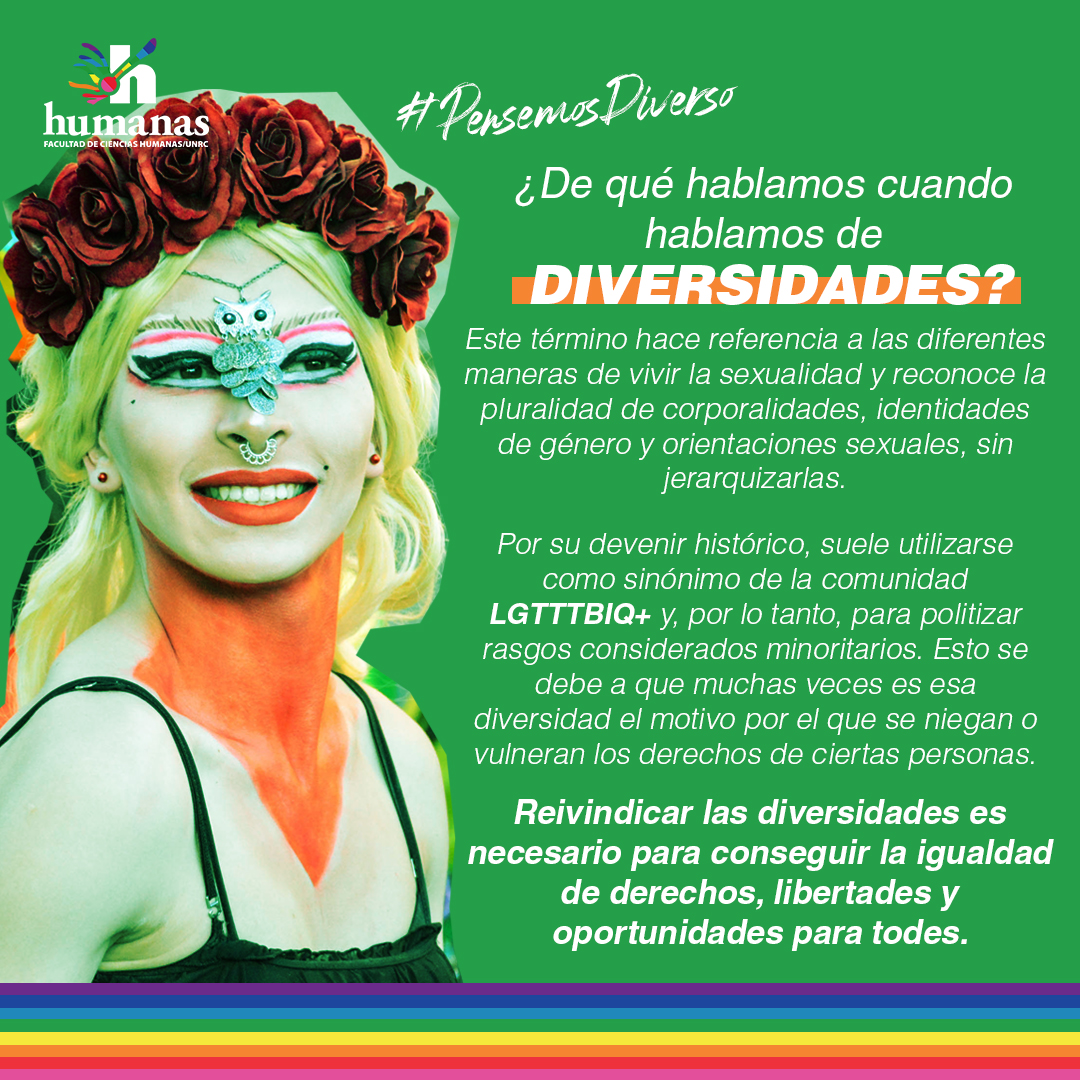 h
humanas
FACULTAD DE CIENCIAS HUMANAS/UNRC
#PensemosDiverso
¿De qué hablamos cuando
hablamos de
DIVERSIDADES?
Este término hace referencia a las diferentes
maneras de vivir la sexualidad y reconoce la
pluralidad de corporalidades, identidades
de género y orientaciones sexuales, sin
jerarquizarlas.
Por su devenir histórico, suele utilizarse
como sinónimo de la comunidad
LGTTTBIQ+ y, por lo tanto, para politizar
rasgos considerados minoritarios. Esto se
debe a que muchas veces es esa
diversidad el motivo por el que se niegan o
vulneran los derechos de ciertas personas.
Reivindicar las diversidades es
necesario para conseguir la igualdad
de derechos, libertades y
oportunidades para todes.